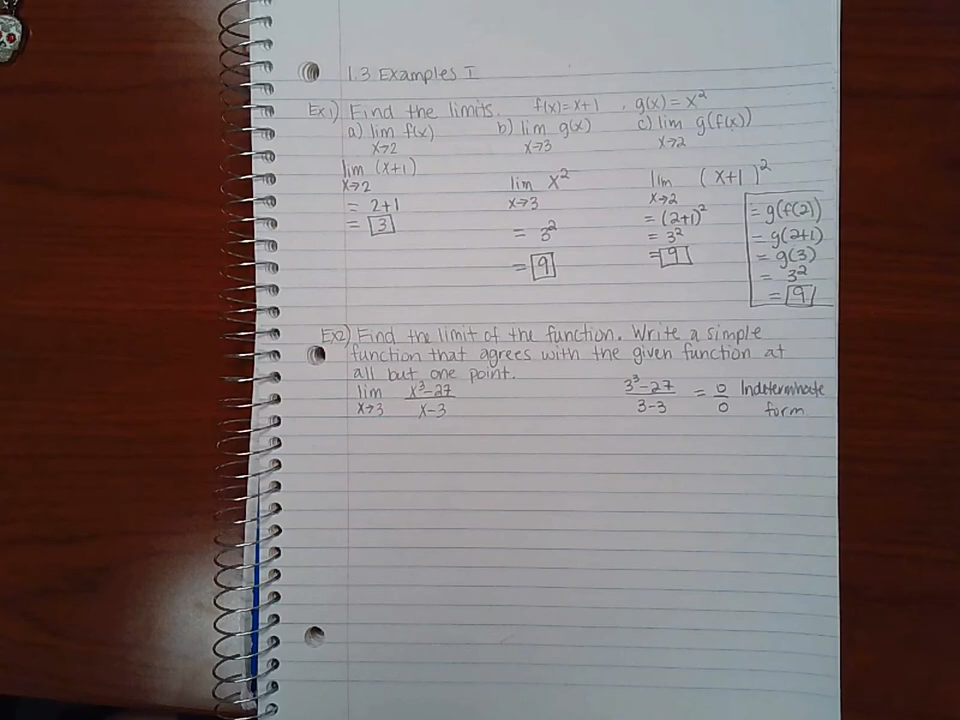 1.3 Examples I
Ex1) Find the limits. f(x) = x+1 , g(x) = x²
a) lim f(x) b) lim g(x) c) lim g(f(x))
x→2 x→3 x→2
lim (x+1)
x→2
= 2+1
= 3
lim x²
x→3
= 3²
= 9
lim (x+1)²
x→2
= (2+1)²
= 3²
= 9
= g(f(2))
= g(2+1)
= g(3)
= 3²
= 9
Ex2) Find the limit of the function. Write a simple
function that agrees with the given function at
all but one point.
lim x³-27
x→3 x-3
3³-27 = 0 Indeterminate
3-3 0 form